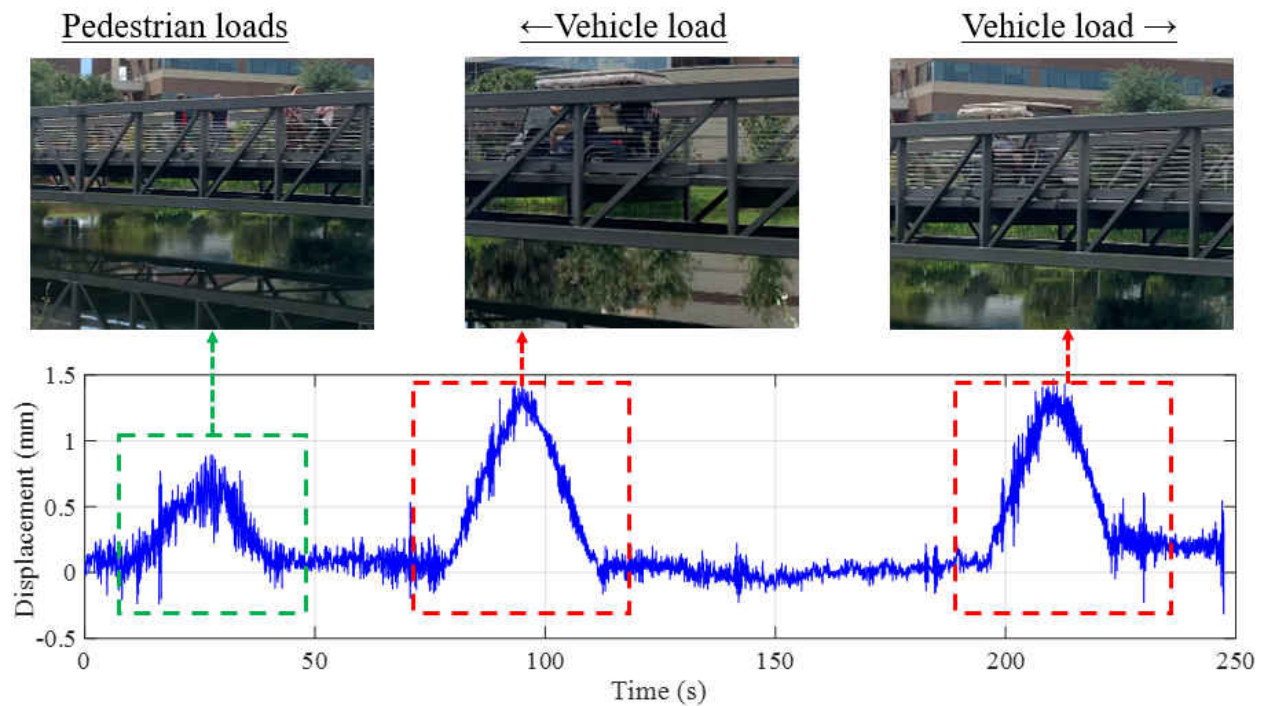 Pedestrian loads
←Vehicle load
Vehicle load →
1.5
1
0.5
0
-0.5
Displacement (mm)
0
50
100
150
200
250
Time (s)